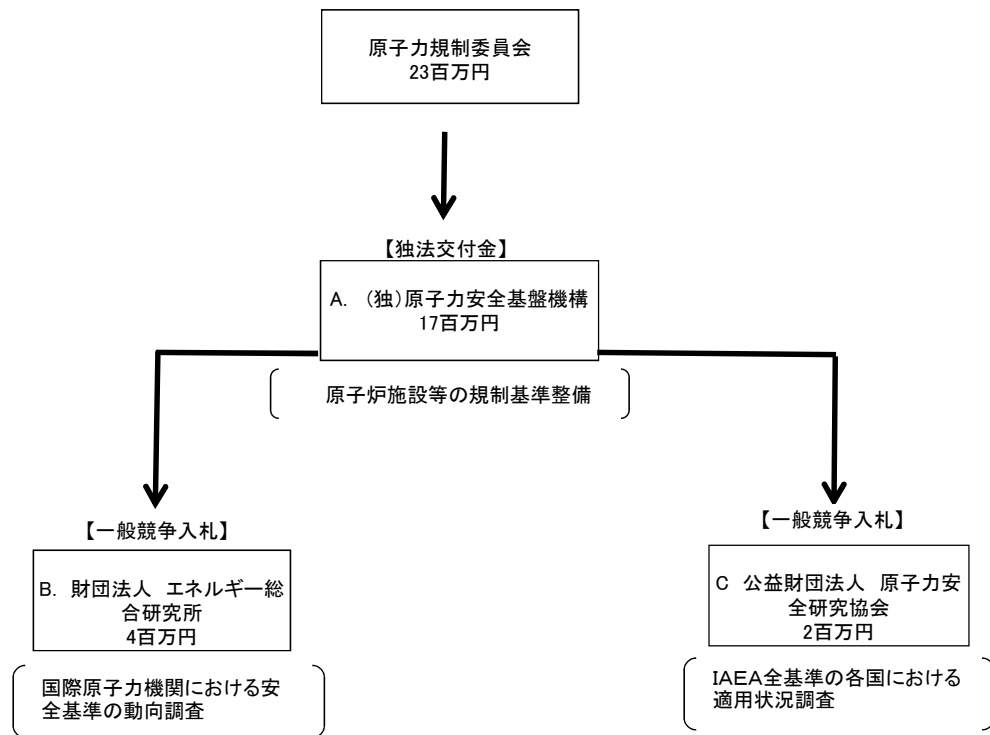 原子力規制委員会
23百万円
【独法交付金】
A. (独)原子力安全基盤機構
17百万円
原子炉施設等の規制基準整備
【一般競争入札】
B. 財団法人 エネルギー総
合研究所
4百万円
国際原子力機関における安
全基準の動向調査
【一般競争入札】
C 公益財団法人 原子力安
全研究協会
2百万円
IAEA全基準の各国における
適用状況調査